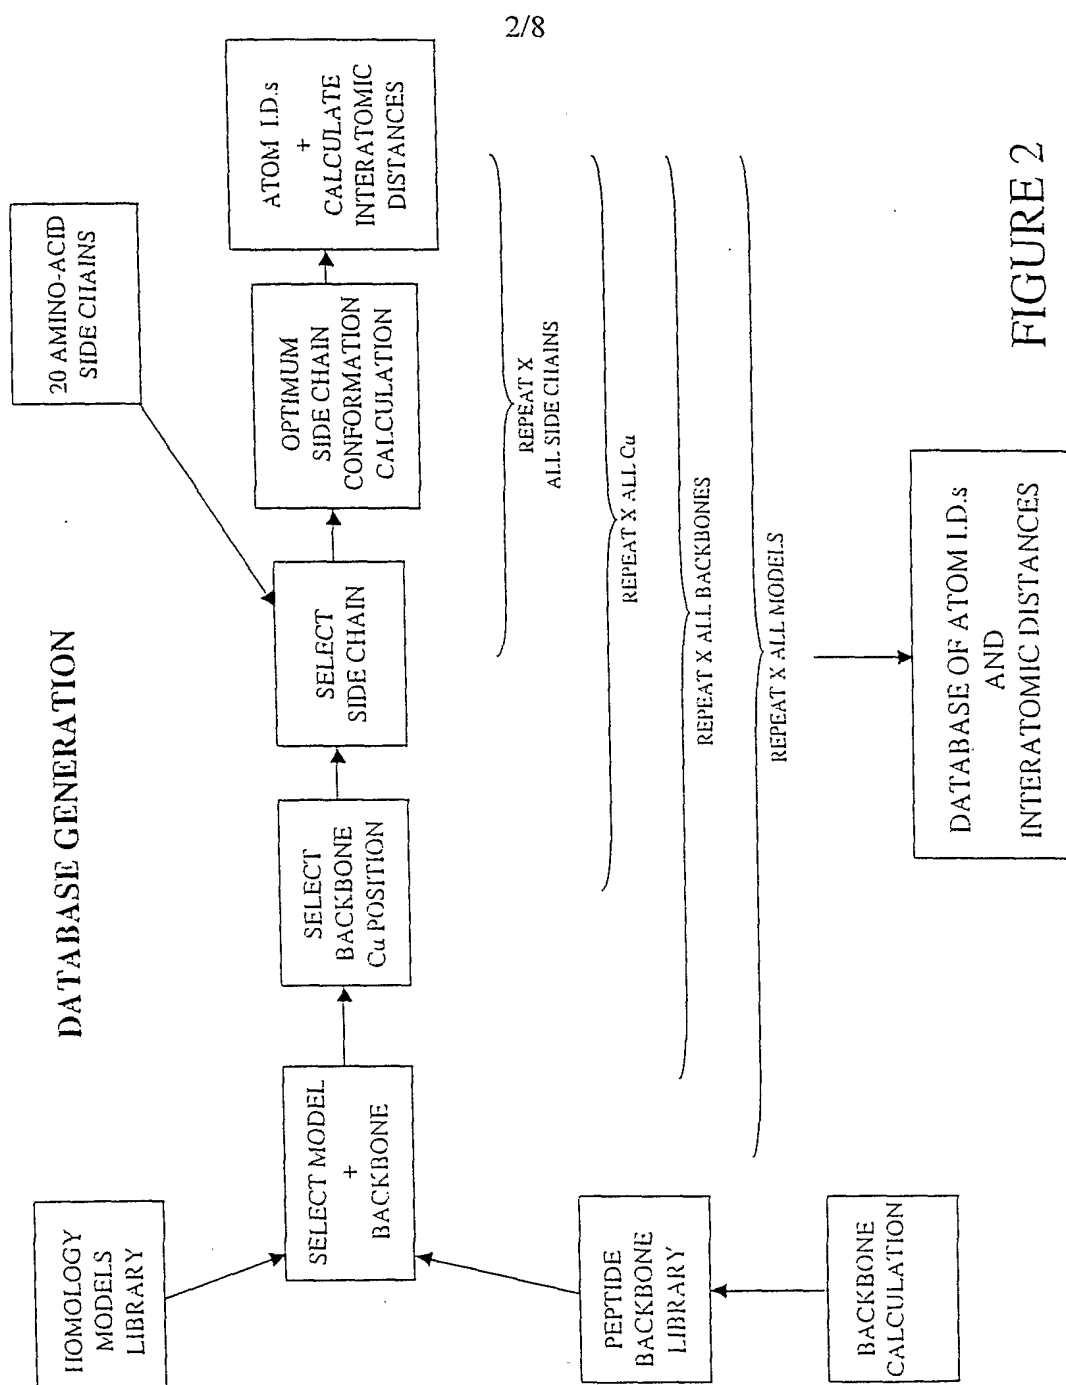 2/8
DATABASE GENERATION
HOMOLOGY
MODELS
LIBRARY
20 AMINO-ACID
SIDE CHAINS
SELECT MODEL
+
BACKBONE
SELECT
BACKBONE
Cα POSITION
SELECT
SIDE CHAIN
OPTIMUM
SIDE CHAIN
CONFORMATION
CALCULATION
ATOM I.D.s
+
CALCULATE
INTERATOMIC
DISTANCES
PEPTIDE
BACKBONE
LIBRARY
BACKBONE
CALCULATION
REPEAT X
ALL SIDE CHAINS
REPEAT X ALL Cα
REPEAT X ALL BACKBONES
REPEAT X ALL MODELS
DATABASE OF ATOM I.D.s
AND
INTERATOMIC DISTANCES
FIGURE 2